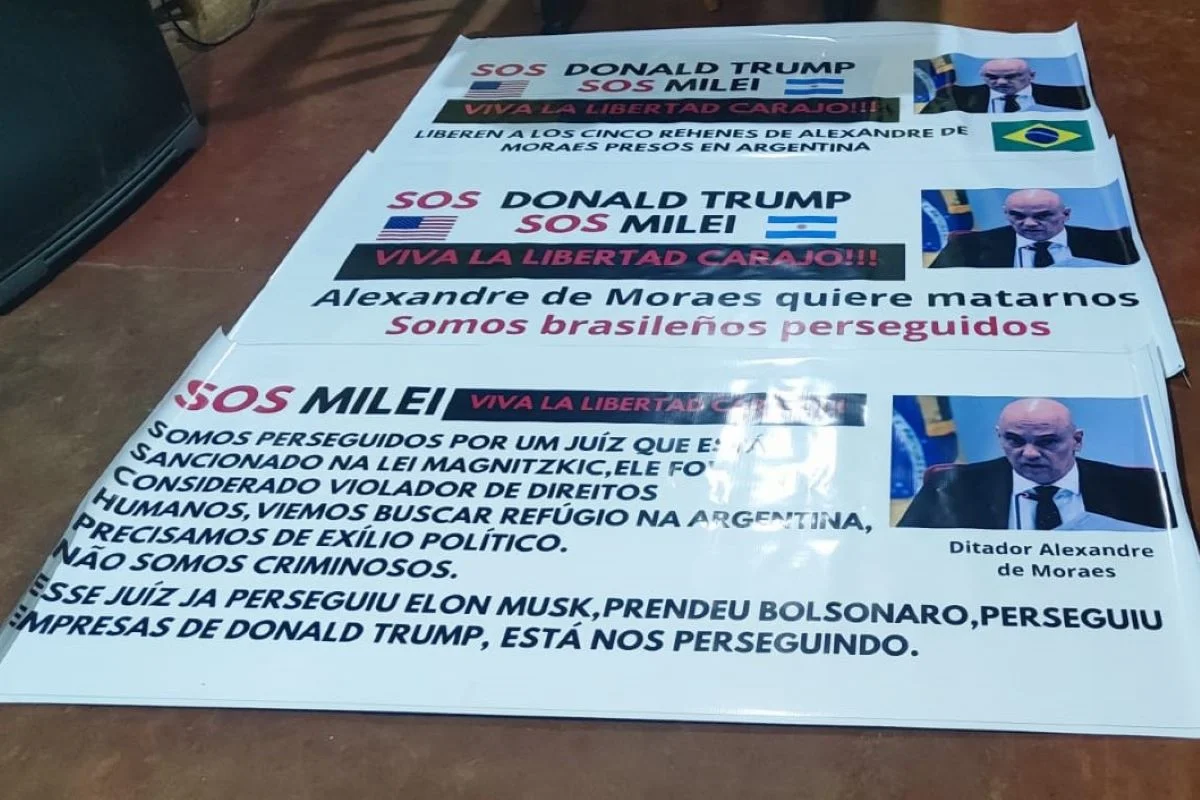 SOS DONALD TRUMP
SOS MILEI
VIVA LA LIBERTAD CARAJO!!!
LIBEREN A LOS CINCO REHENES DE ALEXANDRE DE
MORAES PRESOS EN ARGENTINA
SOS DONALD TRUMP
SOS MILEI
VIVA LA LIBERTAD CARAJO!!!
Alexandre de Moraes quiere matarnos
Somos brasileños perseguidos
SOS MILEI VIVA LA LIBERTAD
SOMOS PERSEGUIDOS POR UM JUÍZ QUE ESTÁ
SANCIONADO NA LEI MAGNITZKIC, ELE
CONSIDERADO VIOLADOR DE DIREITOS
HUMANOS, VIEMOS BUSCAR REFÚGIO NA ARGENTINA,
PRECISAMOS DE EXÍLIO POLÍTICO.
NÃO SOMOS CRIMINOSOS.
ESSE JUÍZ JA PERSEGUIU ELON MUSK, PRENDEU BOLSONARO, PERSEGUIU
EMPRESAS DE DONALD TRUMP, ESTÁ NOS PERSEGUINDO.
Ditador Alexandre
de Moraes